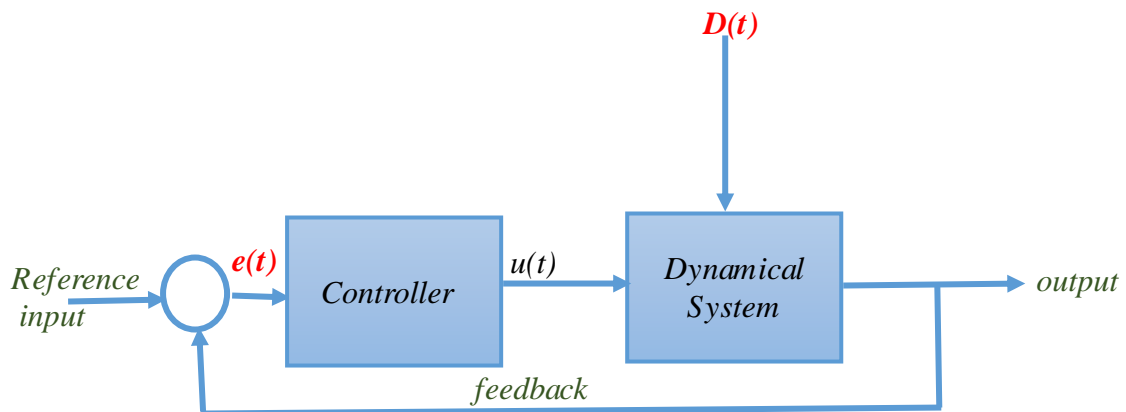 D(t)
Reference
input
e(t)
Controller
u(t)
Dynamical
System
output
feedback